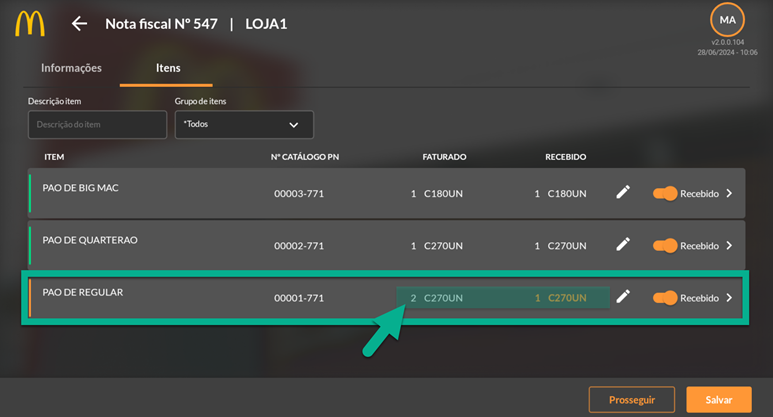 Nota fiscal Nº 547 | LOJA1
MA
v2.0.0.104
28/06/2024 - 10:06
Informações Itens
Descrição item Grupo de itens
Descrição do item *Todos
ITEM Nº CATÁLOGO PN FATURADO RECEBIDO
PAO DE BIG MAC 00003-771 1 C180UN 1 C180UN Recebido
PAO DE QUARTERAO 00002-771 1 C270UN 1 C270UN Recebido
PAO DE REGULAR 00001-771 2 C270UN 1 C270UN Recebido
Prosseguir Salvar